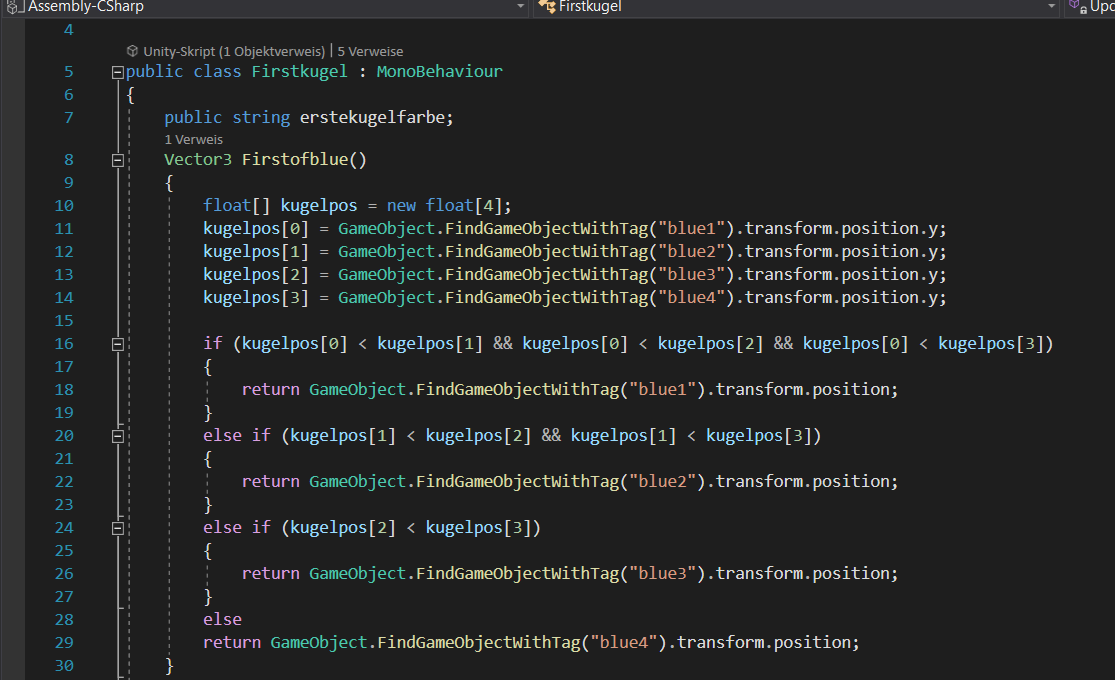 Assembly-CSharp Firstkugel
4
Unity-Skript (1 Objektverweis) | 5 Verweise
5 public class Firstkugel : MonoBehaviour
6 {
7 public string erstekugelfarbe;
1 Verweis
8 Vector3 Firstofblue()
9 {
10 float[] kugelpos = new float[4];
11 kugelpos[0] = GameObject.FindGameObjectWithTag("blue1").transform.position.y;
12 kugelpos[1] = GameObject.FindGameObjectWithTag("blue2").transform.position.y;
13 kugelpos[2] = GameObject.FindGameObjectWithTag("blue3").transform.position.y;
14 kugelpos[3] = GameObject.FindGameObjectWithTag("blue4").transform.position.y;
15
16 if (kugelpos[0] < kugelpos[1] && kugelpos[0] < kugelpos[2] && kugelpos[0] < kugelpos[3])
17 {
18 return GameObject.FindGameObjectWithTag("blue1").transform.position;
19 }
20 else if (kugelpos[1] < kugelpos[2] && kugelpos[1] < kugelpos[3])
21 {
22 return GameObject.FindGameObjectWithTag("blue2").transform.position;
23 }
24 else if (kugelpos[2] < kugelpos[3])
25 {
26 return GameObject.FindGameObjectWithTag("blue3").transform.position;
27 }
28 else
29 return GameObject.FindGameObjectWithTag("blue4").transform.position;
30 }